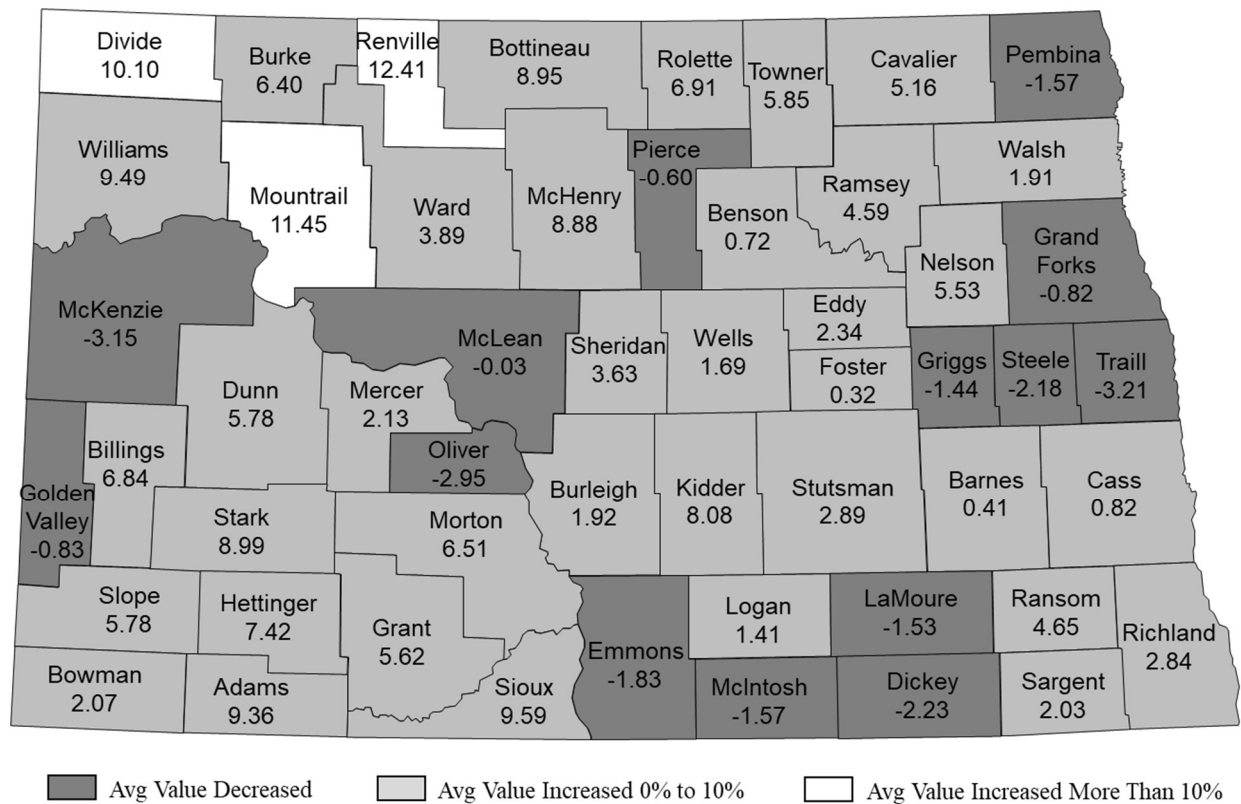 Divide
10.10
Burke
6.40
Renville
12.41
Bottineau
8.95
Rolette
6.91
Towner
5.85
Cavalier
5.16
Pembina
-1.57
Williams
9.49
Mountrail
11.45
Ward
3.89
McHenry
8.88
Pierce
-0.60
Benson
0.72
Ramsey
4.59
Walsh
1.91
Nelson
5.53
Grand
Forks
-0.82
McKenzie
-3.15
Dunn
5.78
Mercer
2.13
McLean
-0.03
Sheridan
3.63
Wells
1.69
Eddy
2.34
Foster
0.32
Griggs
-1.44
Steele
-2.18
Traill
-3.21
Golden
Valley
-0.83
Billings
6.84
Stark
8.99
Oliver
-2.95
Morton
6.51
Burleigh
1.92
Kidder
8.08
Stutsman
2.89
Barnes
0.41
Cass
0.82
Slope
5.78
Hettinger
7.42
Grant
5.62
Bowman
2.07
Adams
9.36
Sioux
9.59
Emmons
-1.83
Logan
1.41
McIntosh
-1.57
LaMoure
-1.53
Dickey
-2.23
Ransom
4.65
Sargent
2.03
Richland
2.84
Avg Value Decreased
Avg Value Increased 0% to 10%
Avg Value Increased More Than 10%